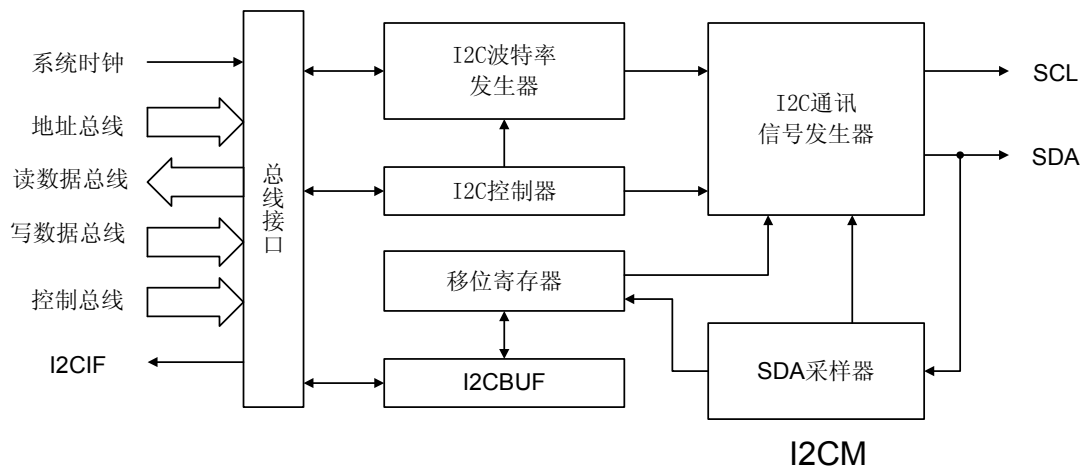 系统时钟
地址总线
读数据总线
写数据总线
控制总线
I2CIF
总线接口
I2C波特率
发生器
I2C控制器
移位寄存器
I2CBUF
I2C通讯
信号发生器
SDA采样器
SCL
SDA
I2CM